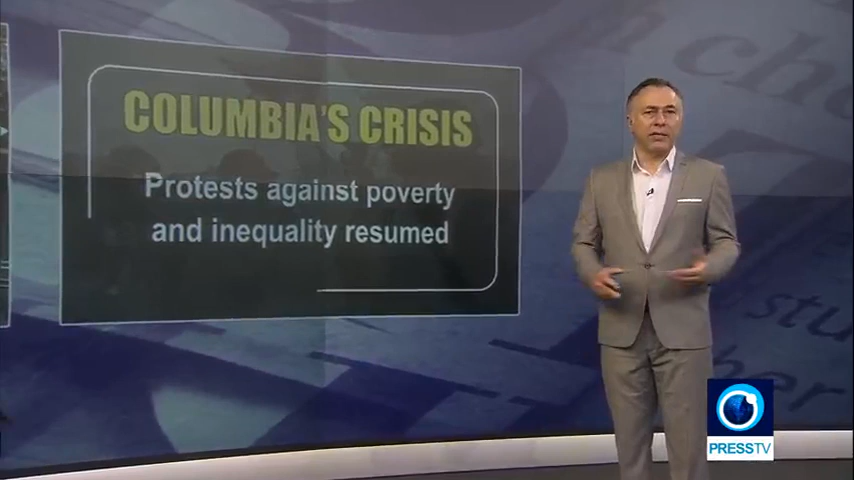 COLUMBIA'S CRISIS
Protests against poverty
and inequality resumed
PRESSTV